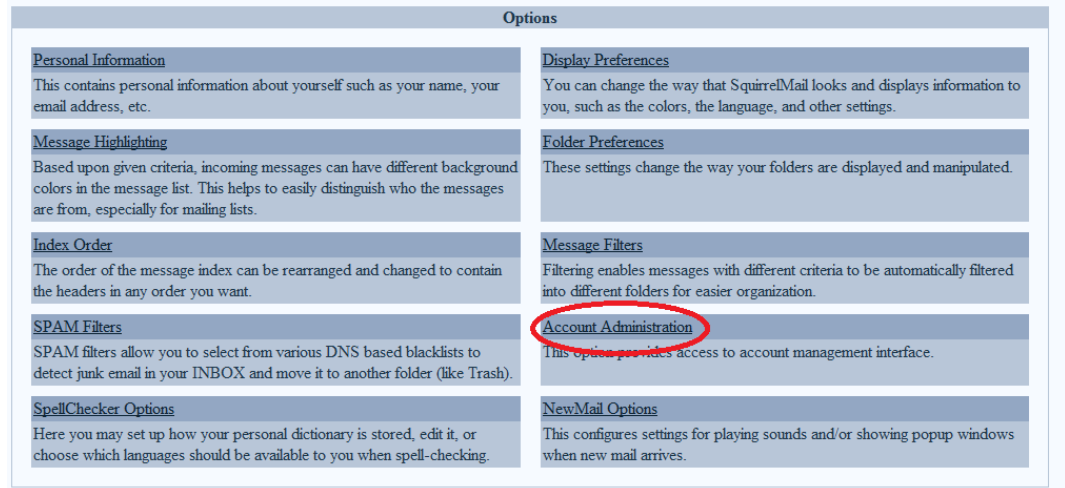 Options
Personal Information
This contains personal information about yourself such as your name, your
email address, etc.
Display Preferences
You can change the way that SquirrelMail looks and displays information to
you, such as the colors, the language, and other settings.
Message Highlighting
Based upon given criteria, incoming messages can have different background
colors in the message list. This helps to easily distinguish who the messages
are from, especially for mailing lists.
Folder Preferences
These settings change the way your folders are displayed and manipulated.
Index Order
The order of the message index can be rearranged and changed to contain
the headers in any order you want.
Message Filters
Filtering enables messages with different criteria to be automatically filtered
into different folders for easier organization.
SPAM Filters
SPAM filters allow you to select from various DNS based blacklists to
detect junk email in your INBOX and move it to another folder (like Trash).
Account Administration
This option provides access to account management interface.
SpellChecker Options
Here you may set up how your personal dictionary is stored, edit it, or
choose which languages should be available to you when spell-checking.
NewMail Options
This configures settings for playing sounds and/or showing popup windows
when new mail arrives.